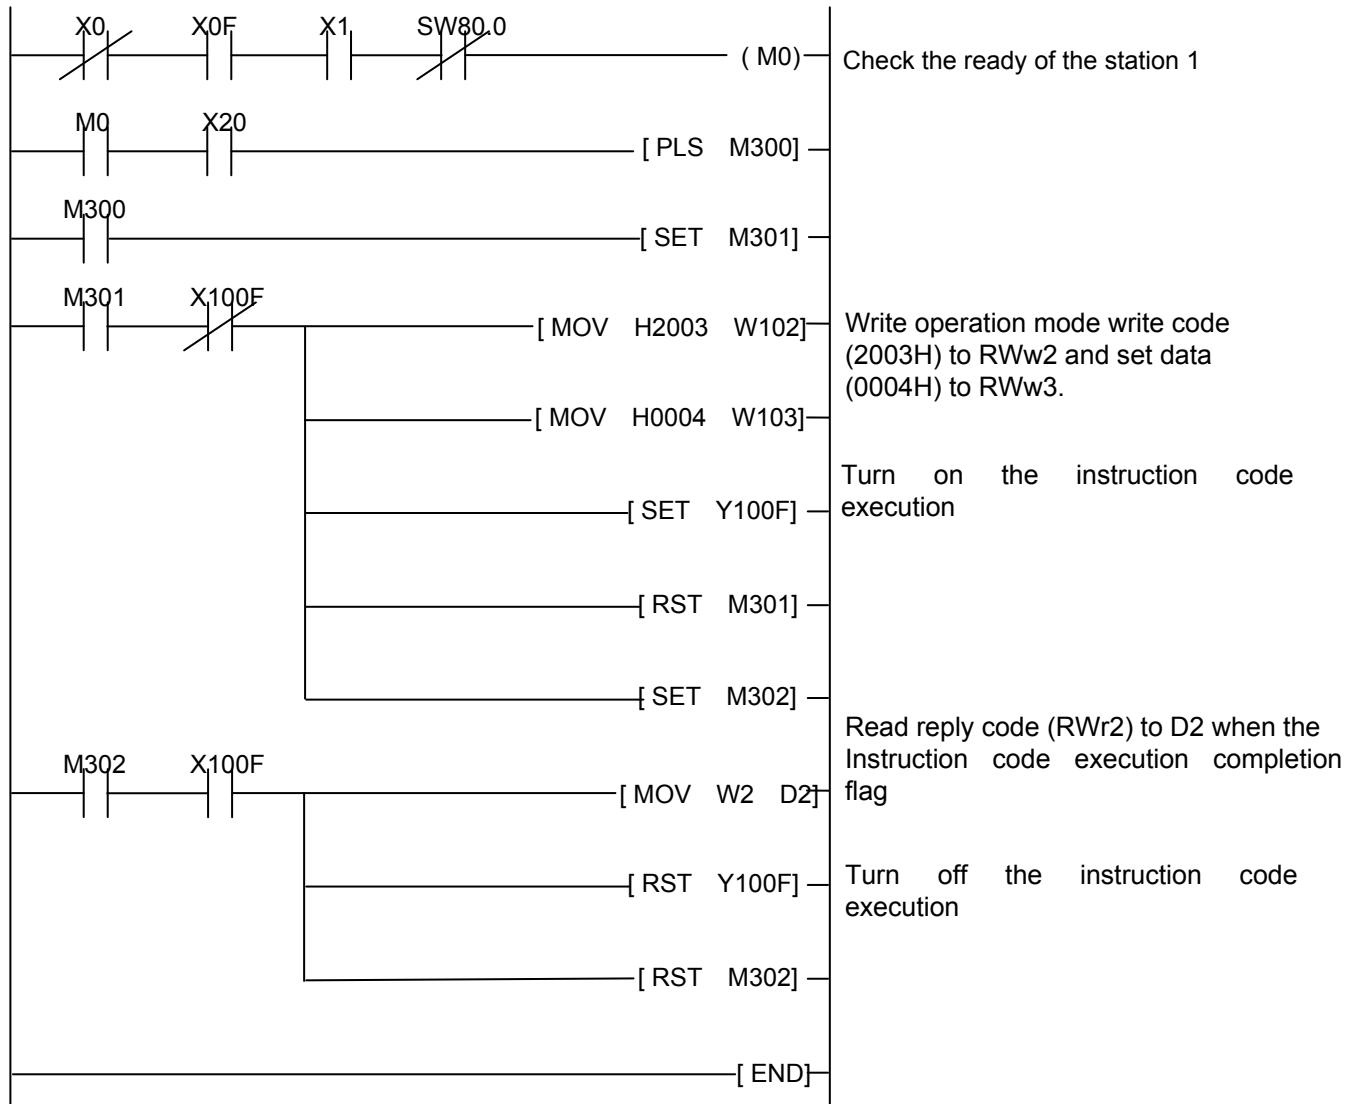 X0 X0F X1 SW80.0
( M0) Check the ready of the station 1
M0 X20
[ PLS M300]
M300
[ SET M301]
M301 X100F
[ MOV H2003 W102] Write operation mode write code
(2003H) to RWw2 and set data
(0004H) to RWw3.
[ MOV H0004 W103]
Turn on the instruction code
execution
[ SET Y100F]
[ RST M301]
[ SET M302]
Read reply code (RWr2) to D2 when the
Instruction code execution completion
flag
M302 X100F
[ MOV W2 D2]
[ RST Y100F] Turn off the instruction code
execution
[ RST M302]
[ END]